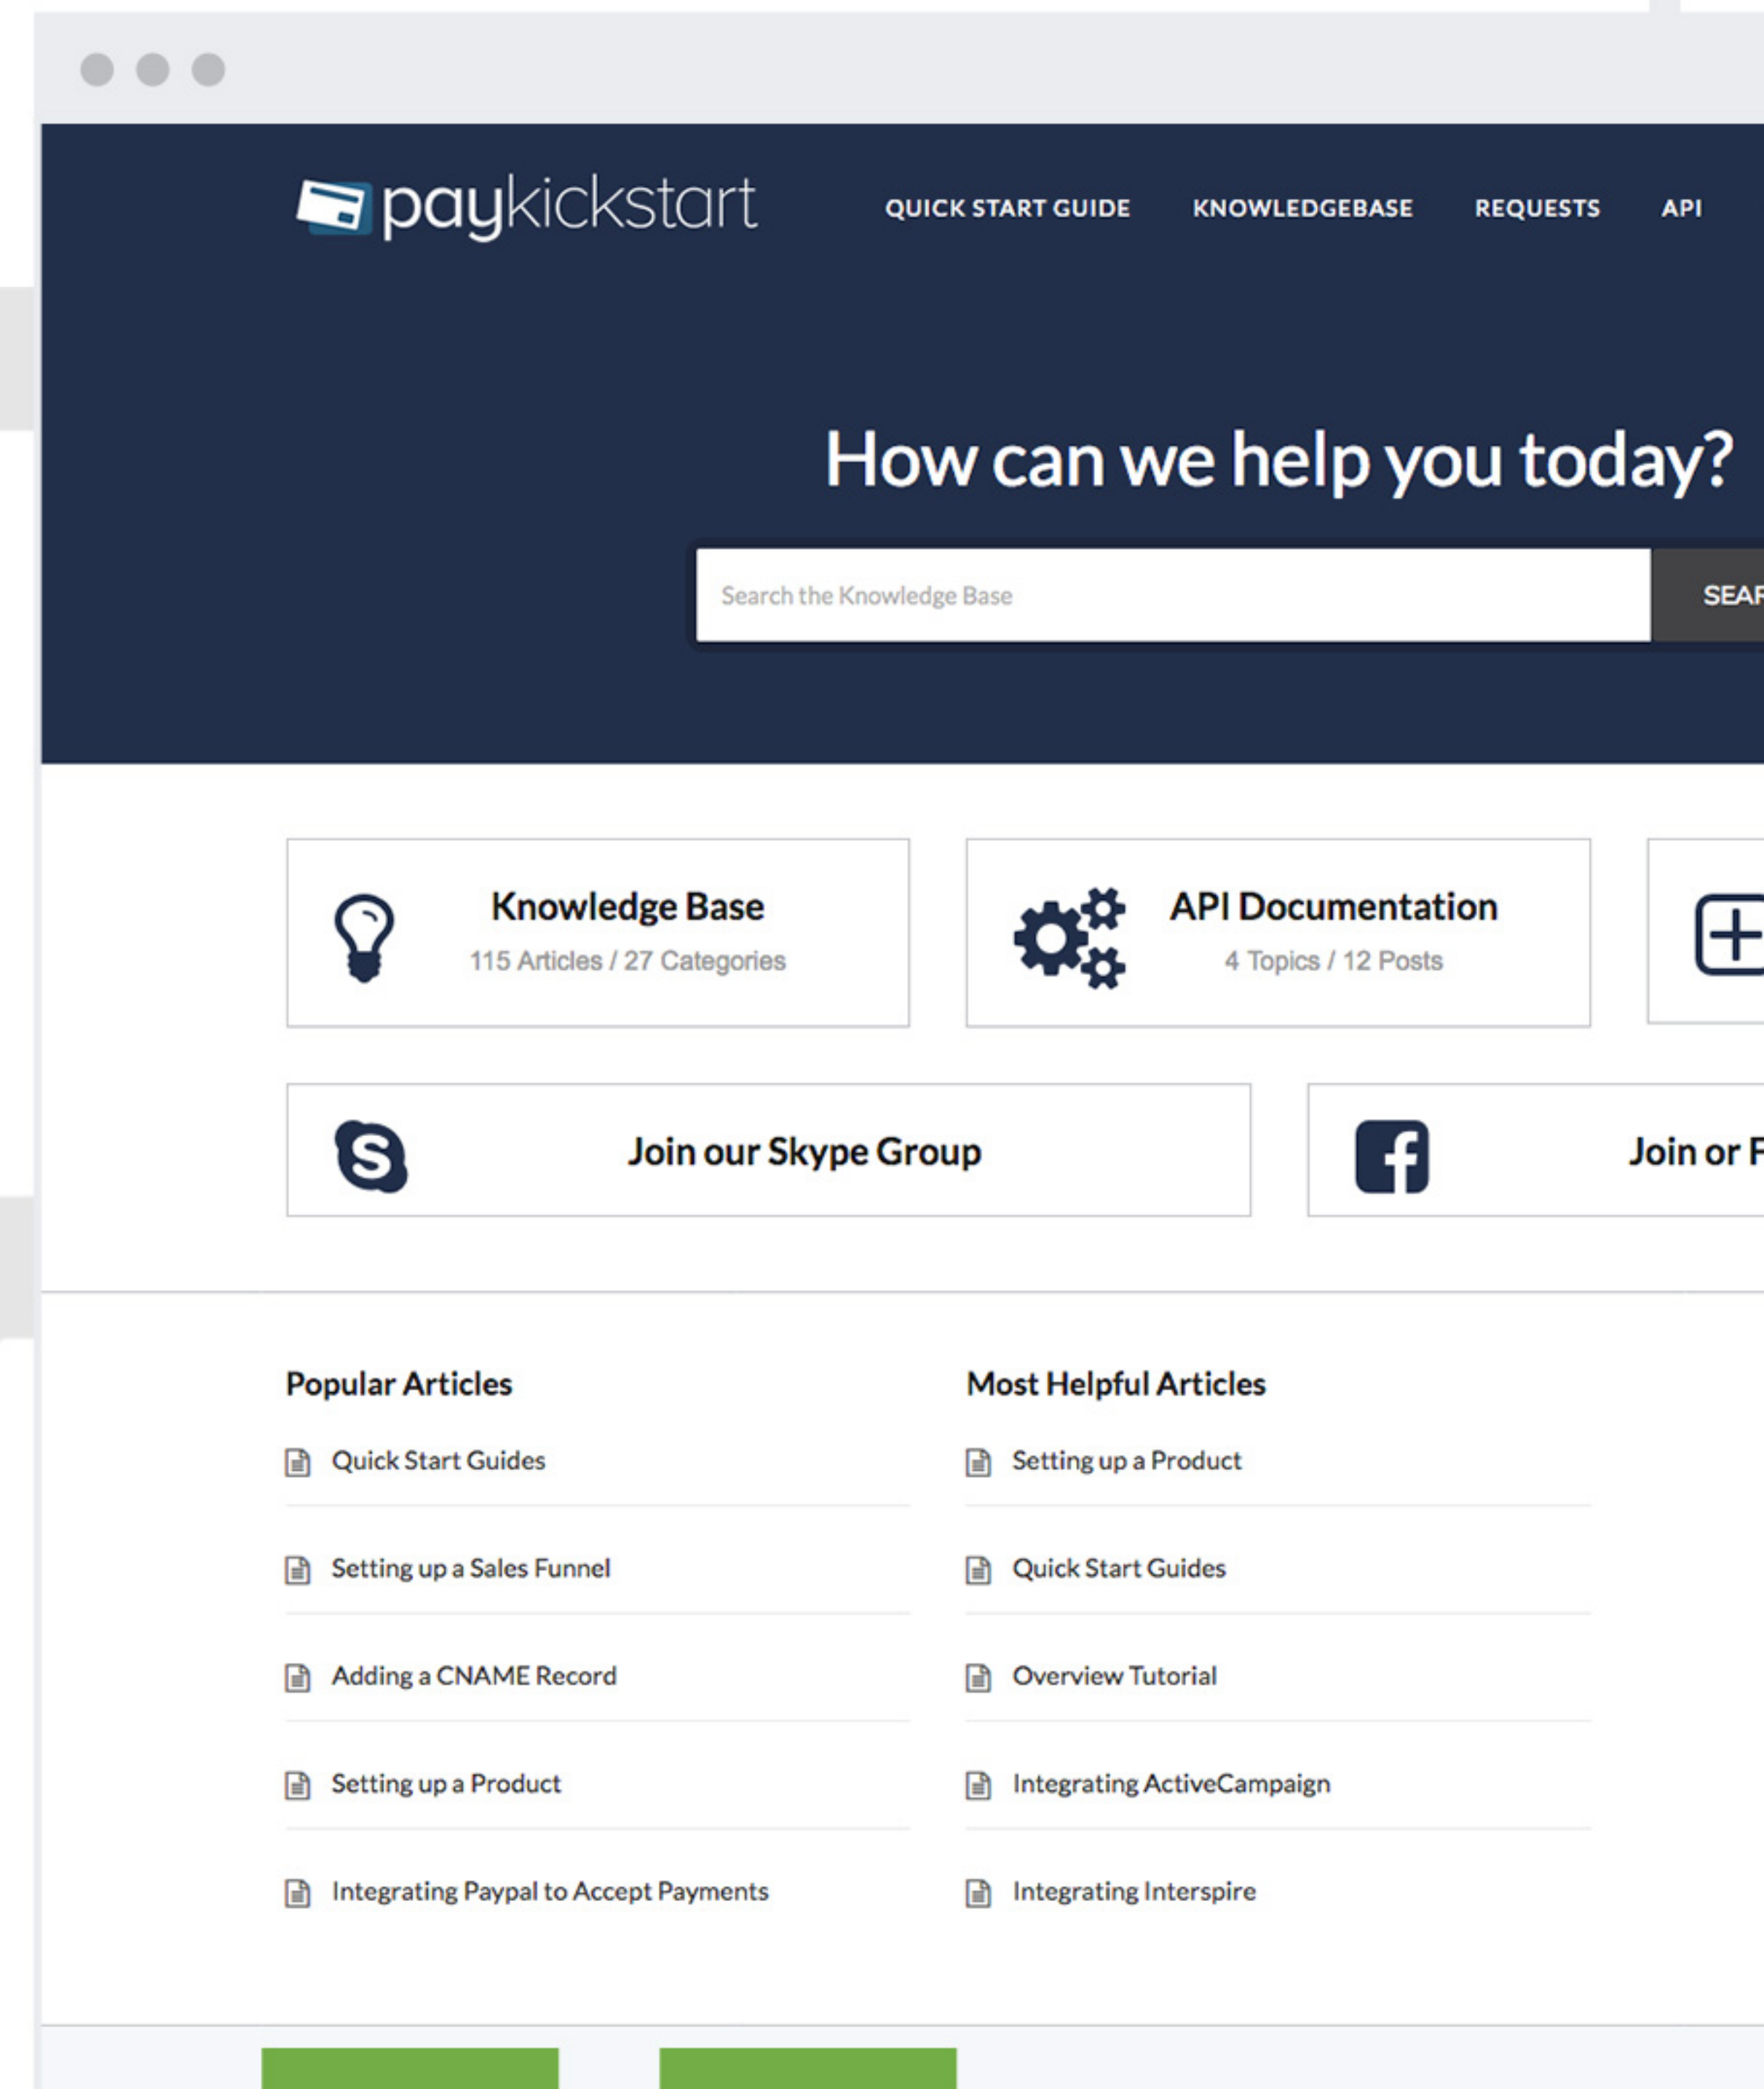 paykickstart
QUICK START GUIDE KNOWLEDGEBASE REQUESTS API
How can we help you today?
Search the Knowledge Base
Knowledge Base
115 Articles / 27 Categories
API Documentation
4 Topics / 12 Posts
Join our Skype Group
Join or
Popular Articles
Quick Start Guides
Setting up a Sales Funnel
Adding a CNAME Record
Setting up a Product
Integrating Paypal to Accept Payments
Most Helpful Articles
Setting up a Product
Quick Start Guides
Overview Tutorial
Integrating ActiveCampaign
Integrating Interspire